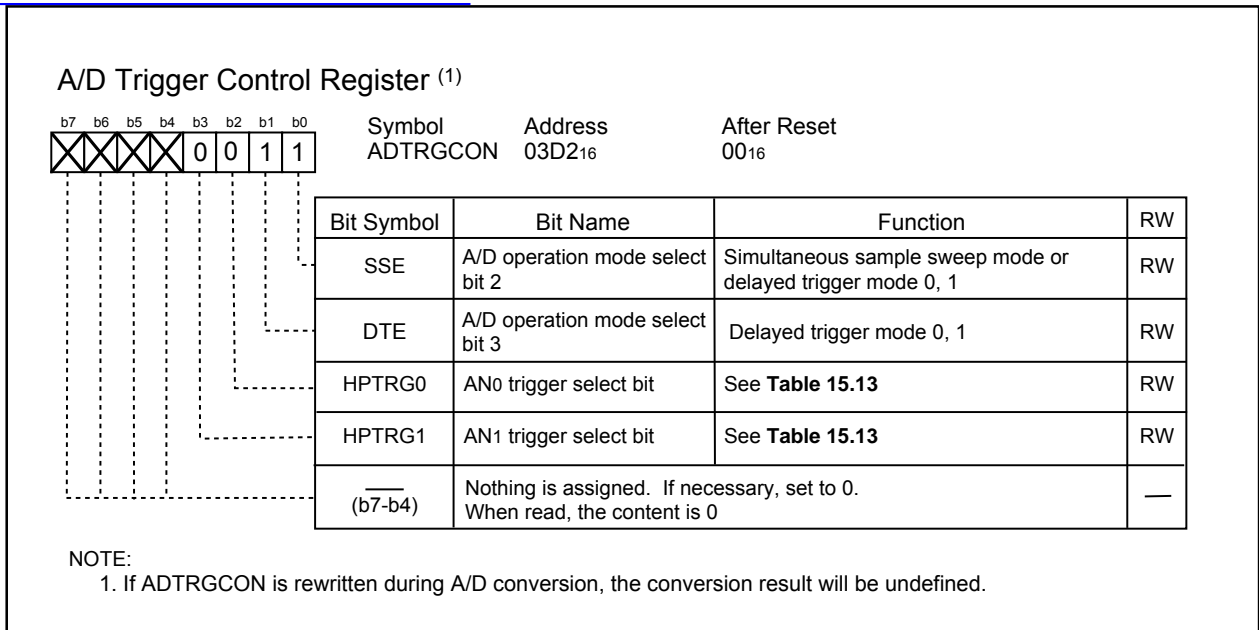 A/D Trigger Control Register (1)
b7 b6 b5 b4 b3 b2 b1 b0
Symbol Address After Reset
0 0 1 1
ADTRGCON 03D216 0016
Bit Symbol Bit Name Function RW
SSE A/D operation mode select bit 2 Simultaneous sample sweep mode or delayed trigger mode 0, 1 RW
DTE A/D operation mode select bit 3 Delayed trigger mode 0, 1 RW
HPTRG0 AN0 trigger select bit See Table 15.13 RW
HPTRG1 AN1 trigger select bit See Table 15.13 RW
(b7-b4) Nothing is assigned. If necessary, set to 0.
When read, the content is 0 —
NOTE:
1. If ADTRGCON is rewritten during A/D conversion, the conversion result will be undefined.